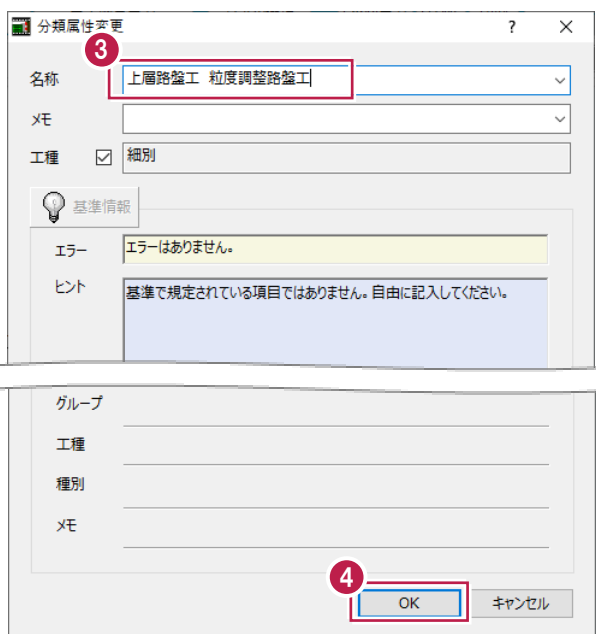 分類属性変更 ? ×
3
名称 上層路盤工 粒度調整路盤工
メモ
工種 細別
基準情報
エラー エラーはありません。
ヒント 基準で規定されている項目ではありません。自由に記入してください。
グループ
工種
種別
メモ
4
OK キャンセル